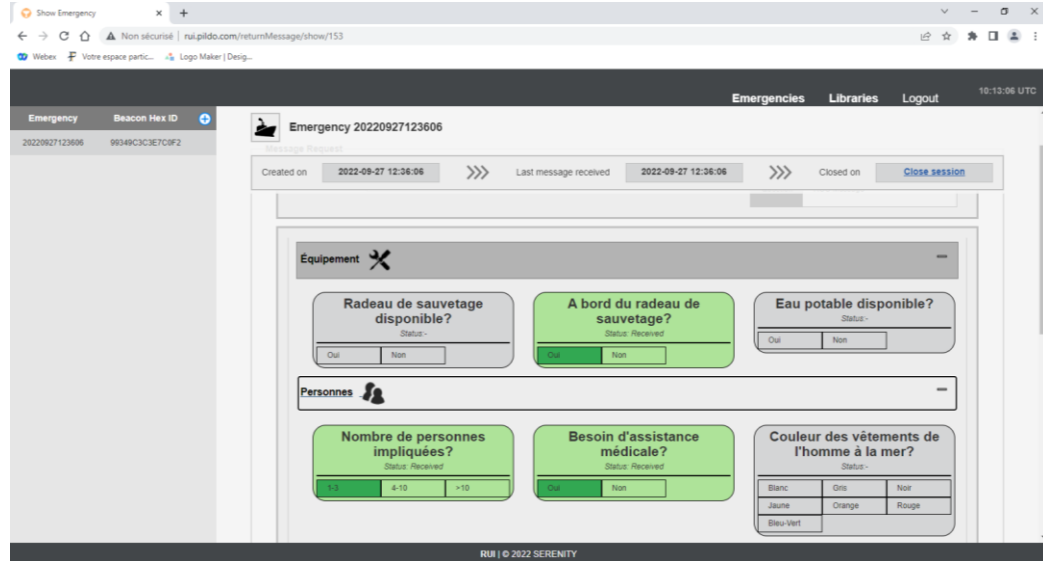 Show Emergency
Non sécurisé | rui.pildo.com/returnMessage/show/153
Webex Votre espace partic... Logo Maker | Desig...
Emergencies Libraries Logout 10:13:06 UTC
Emergency Beacon Hex ID
20220927123606 99349C3C3E7C0F2
Emergency 20220927123606
Message Request
Created on 2022-09-27 12:36:06 Last message received 2022-09-27 12:36:06 Closed on Close session
Équipement
Radeau de sauvetage
disponible?
Status:-
Oui Non
A bord du radeau de
sauvetage?
Status: Received
Oui Non
Eau potable disponible?
Status:-
Oui Non
Personnes
Nombre de personnes
impliquées?
Status: Received
1-3 4-10 >10
Besoin d'assistance
médicale?
Status: Received
Oui Non
Couleur des vêtements de
l'homme à la mer?
Status:-
Blanc Gris Noir
Jaune Orange Rouge
Bleu-Vert
RUI | © 2022 SERENITY